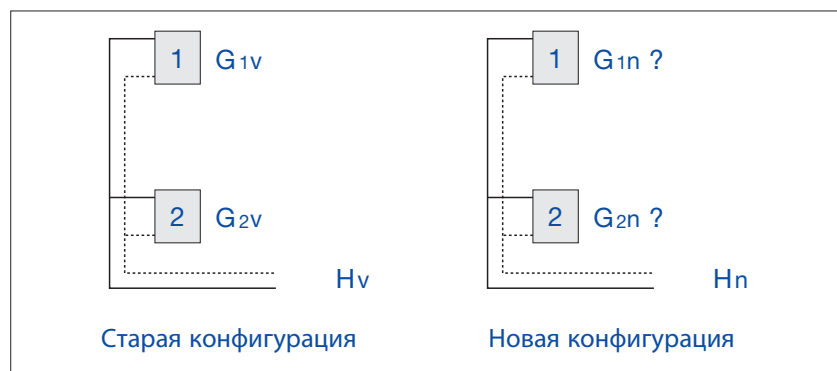 1 G1v
2 G2v
Hv
Старая конфигурация
1 G1n ?
2 G2n ?
Hn
Новая конфигурация